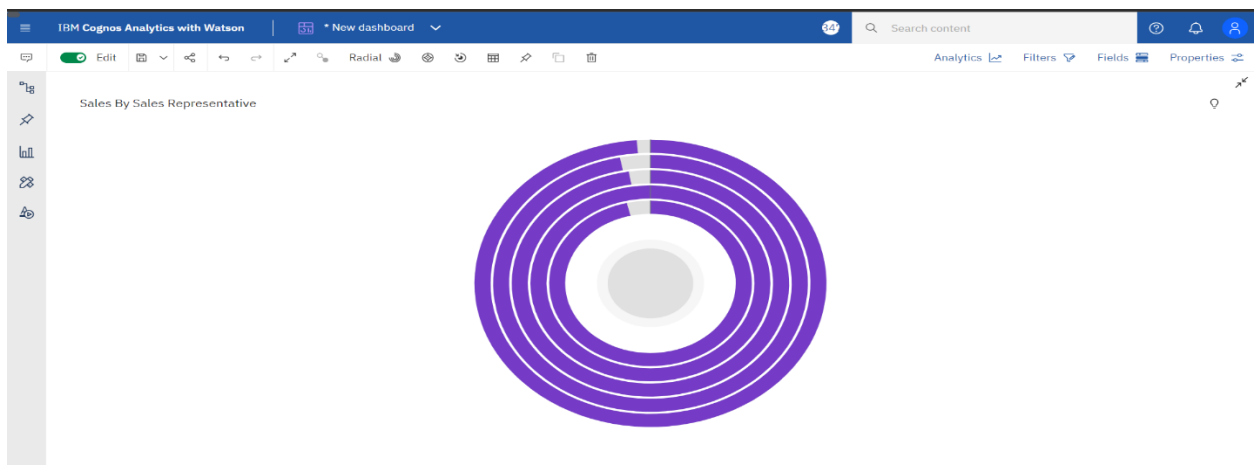 IBM Cognos Analytics with Watson
* New dashboard
Search content
Edit
Radial
Analytics
Filters
Fields
Properties
Sales By Sales Representative